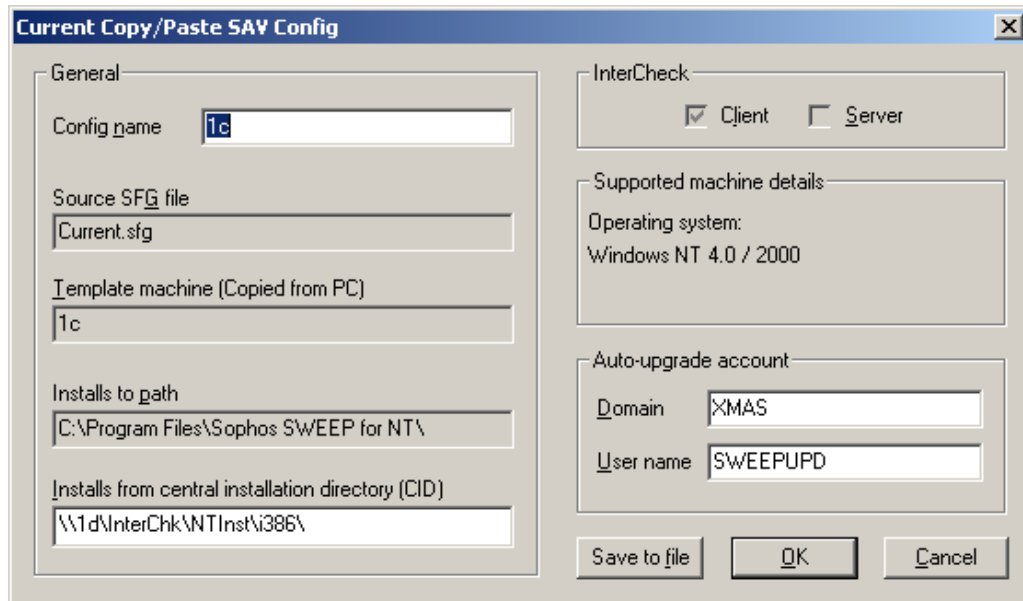 Current Copy/Paste SAV Config
General
Config name
1c
Source SFG file
Current.sfg
Template machine (Copied from PC)
1c
Installs to path
C:\Program Files\Sophos SWEEP for NT\
Installs from central installation directory (CID)
\\1d\InterChk\NTInst\i386\
InterCheck
Client
Server
Supported machine details
Operating system:
Windows NT 4.0 / 2000
Auto-upgrade account
Domain
XMAS
User name
SWEEPUPD
Save to file
OK
Cancel